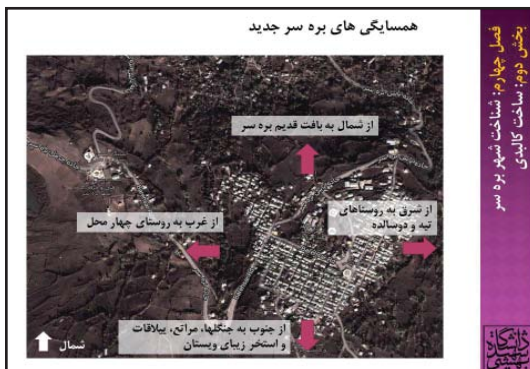 همسایگی های بره سر جدید
از شمال به بافت قدیم بره سر
از شرق به روستاهای
تیه و دوسالده
از غرب به روستای چهار محل
از جنوب به جنگلها، مراتع، ییلاقات
و استخر زیبای ویستان
شمال
فصل چهارم: شناخت شهر بره سر
بخش دوم: ساخت کالبدی